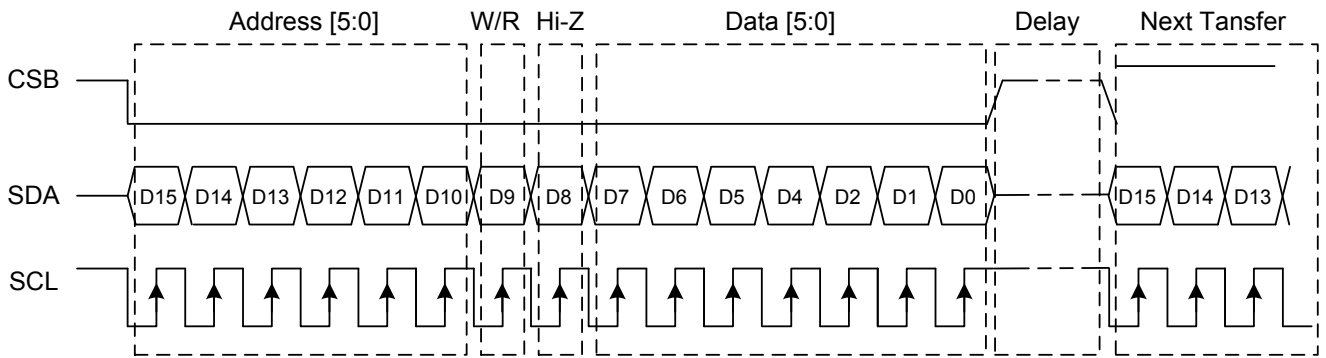 Address [5:0] W/R Hi-Z Data [5:0] Delay Next Tansfer
CSB
SDA D15 D14 D13 D12 D11 D10 D9 D8 D7 D6 D5 D4 D2 D1 D0 D15 D14 D13
SCL